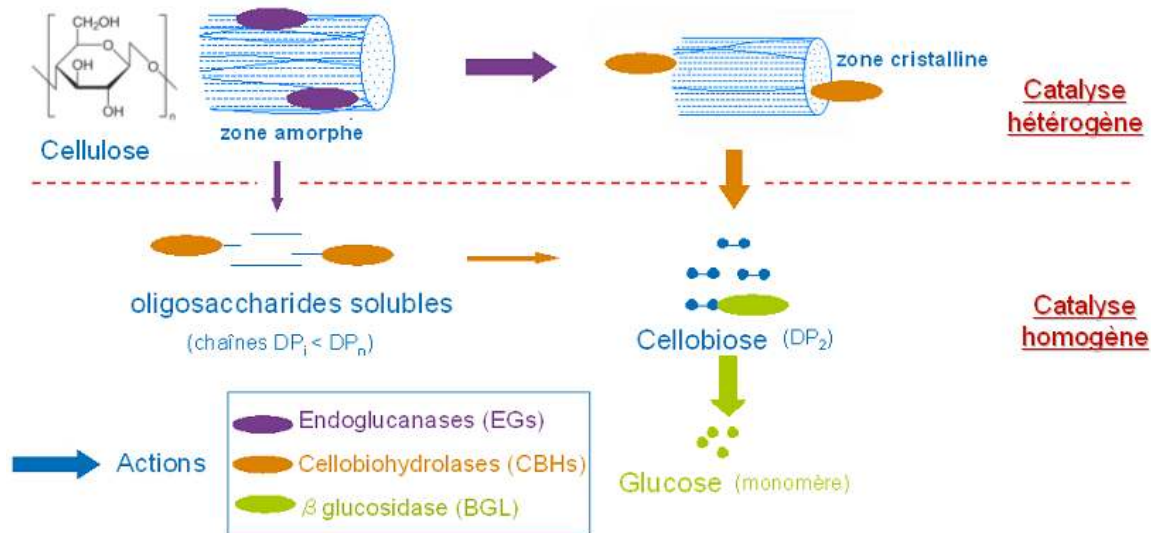 CH₂OH
O
OH
O
OH
n
Cellulose
zone amorphe
zone cristalline
Catalyse
hétérogène
oligosaccharides solubles
(chaînes DPᵢ < DPₙ)
Cellobiose (DP₂)
Catalyse
homogène
Actions
Endoglucanases (EGs)
Cellobiohydrolases (CBHs)
β glucosidase (BGL)
Glucose (monomère)